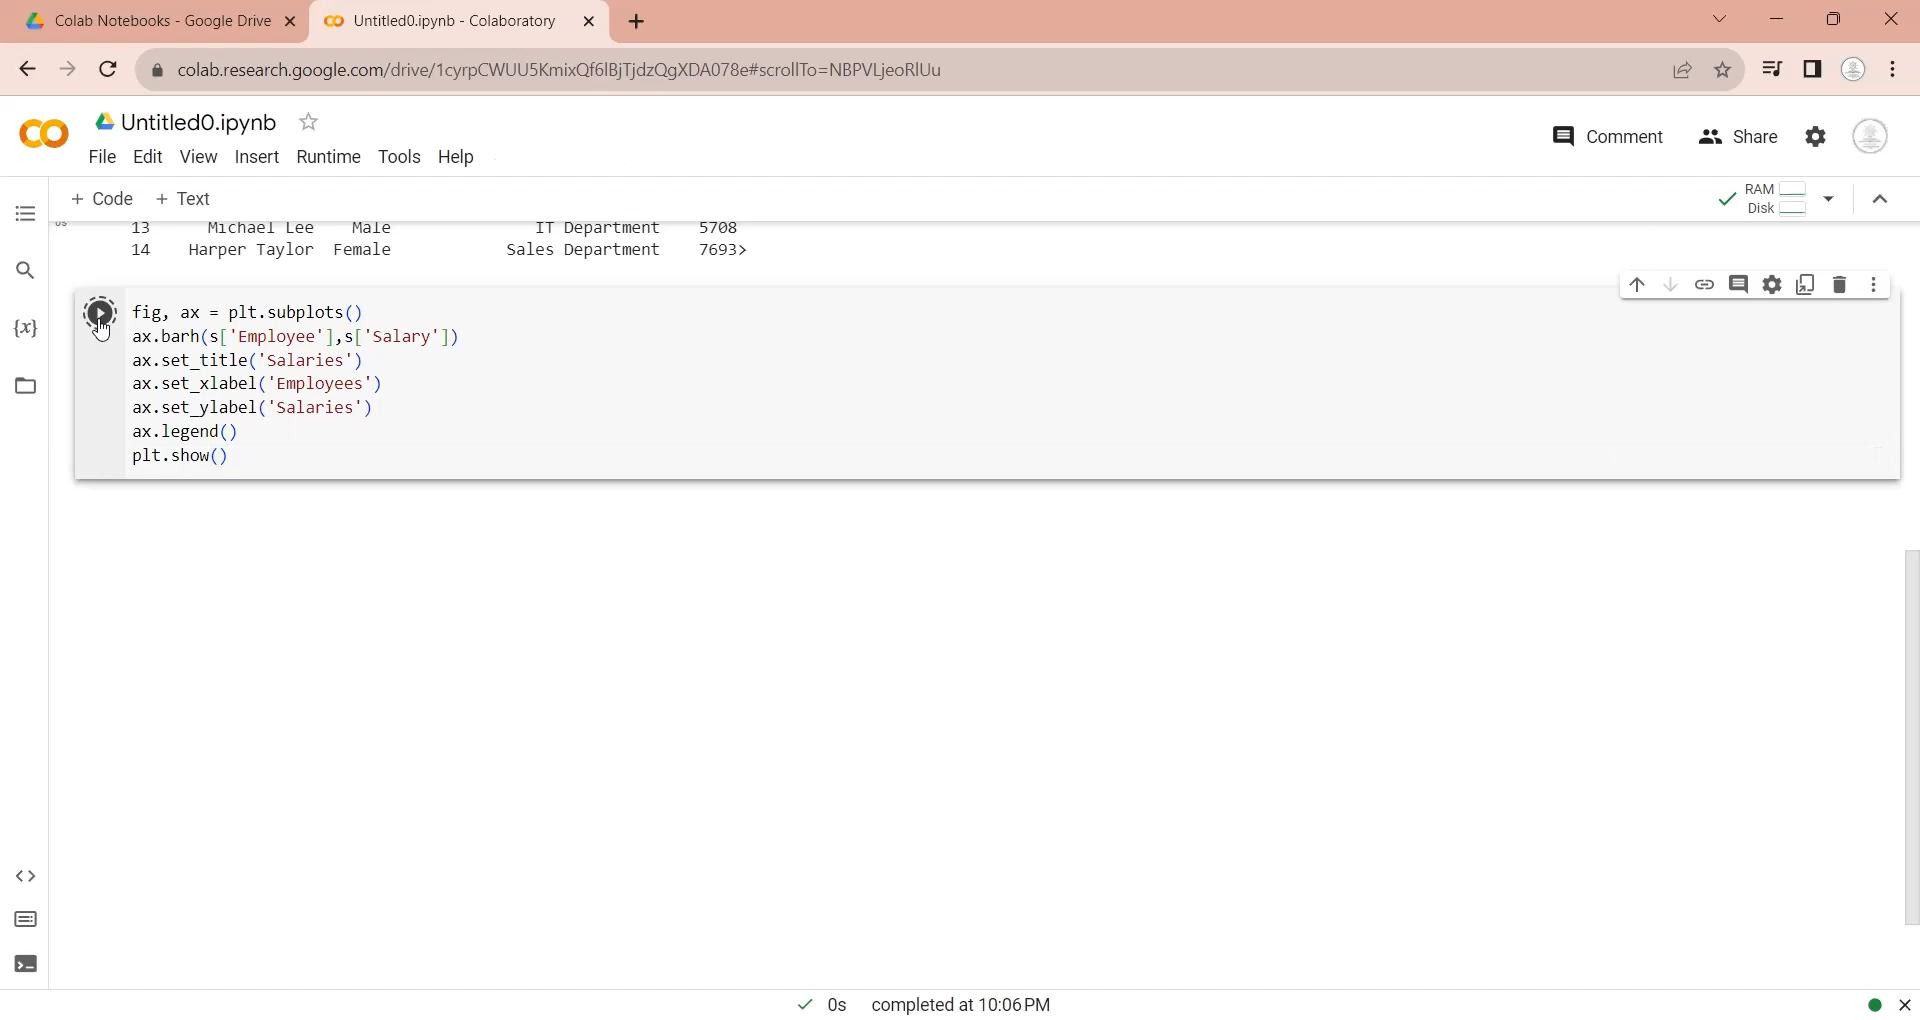 Colab Notebooks - Google Drive
Untitled0.ipynb - Colaboratory
colab.research.google.com/drive/1cyrpCWUU5KmixQf6lBjTjdzQgXDA078e#scrollTo=NBPVLjeoRlUu
Untitled0.ipynb
Comment
Share
File Edit View Insert Runtime Tools Help
+ Code + Text
RAM
Disk
0s
13 Michael Lee Male IT Department 5708
14 Harper Taylor Female Sales Department 7693>
{x}
fig, ax = plt.subplots()
ax.barh(s['Employee'],s['Salary'])
ax.set_title('Salaries')
ax.set_xlabel('Employees')
ax.set_ylabel('Salaries')
ax.legend()
plt.show()
0s completed at 10:06 PM